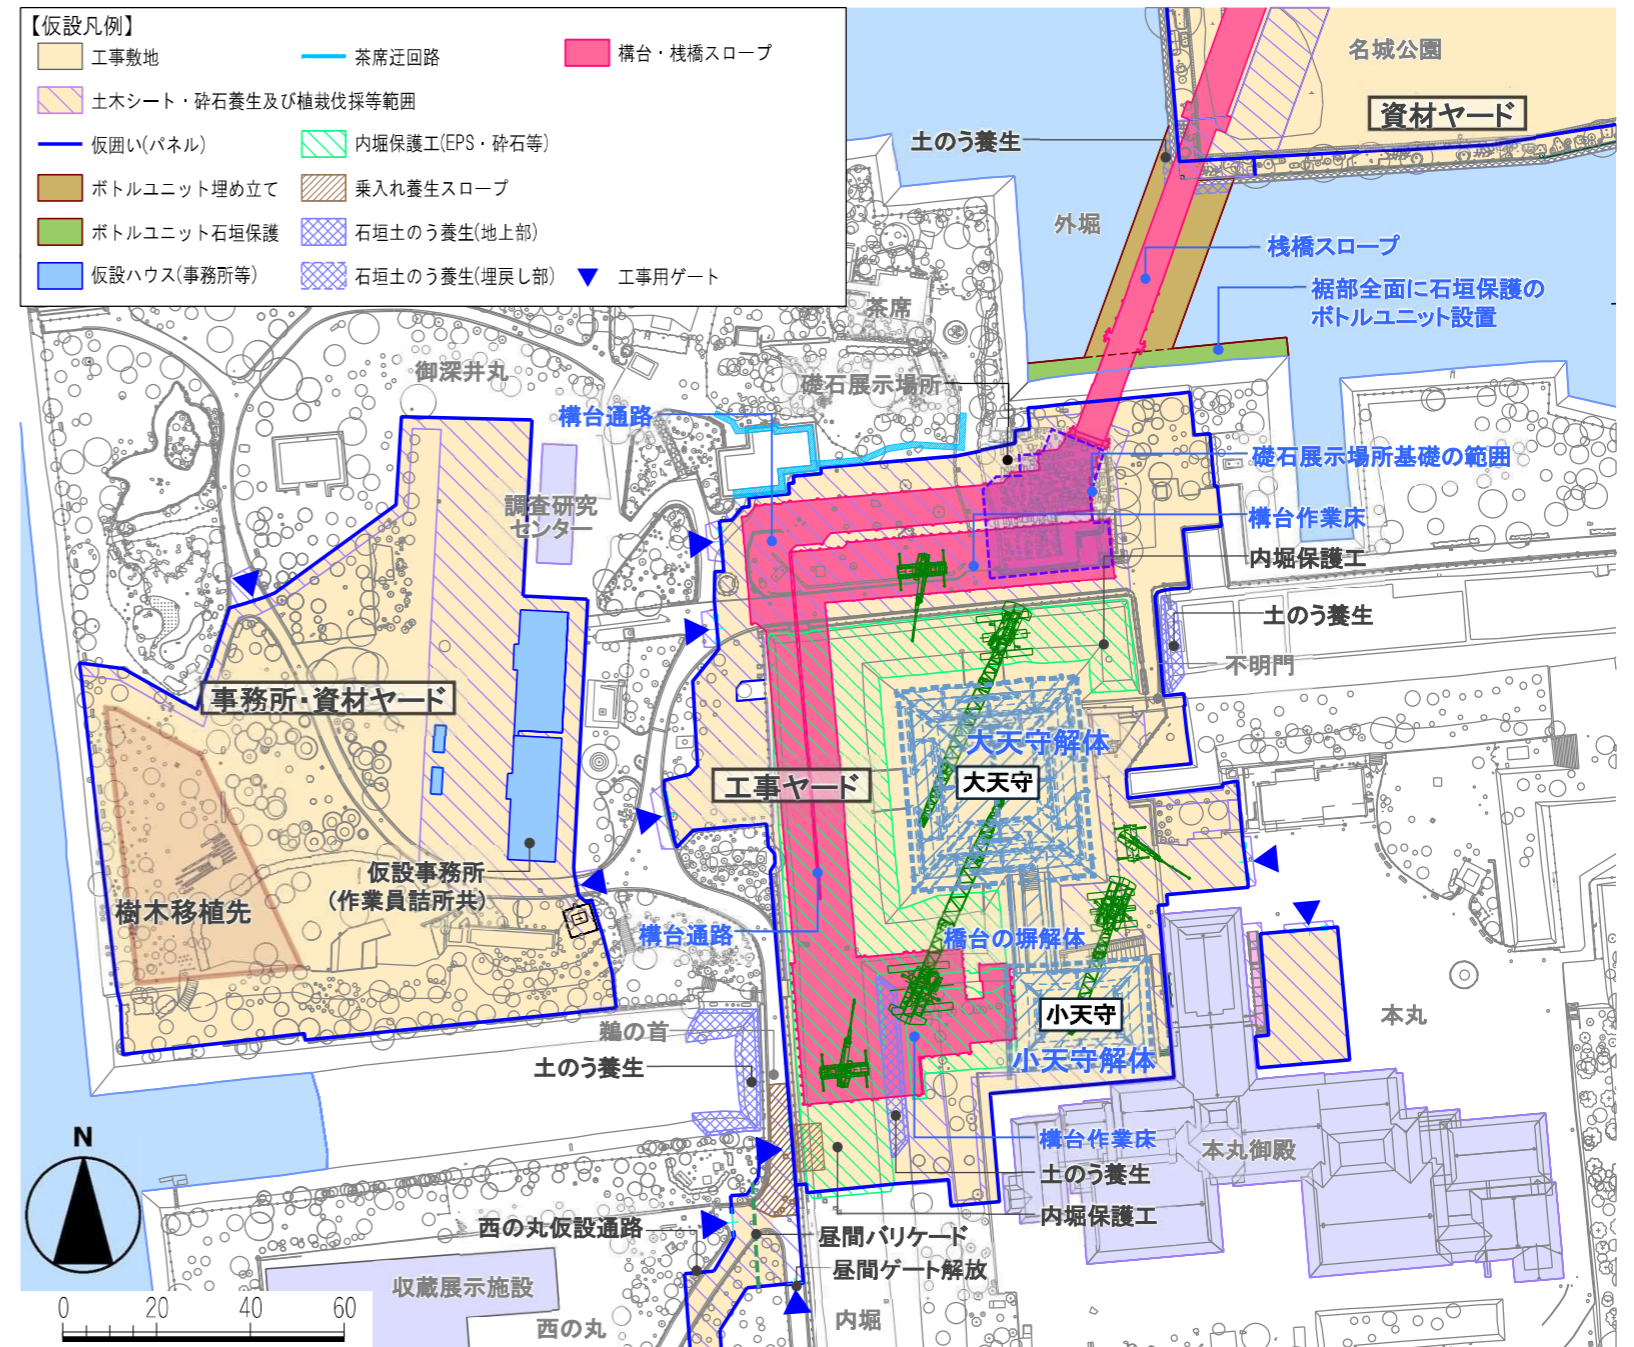 【仮設凡例】
工事敷地
茶席迂回路
構台・桟橋スロープ
土木シート・砕石養生及び植栽伐採等範囲
仮囲い(パネル)
内堀保護工(EPS・砕石等)
ボトルユニット埋め立て
乗入れ養生スロープ
ボトルユニット石垣保護
石垣土のう養生(地上部)
仮設ハウス(事務所等)
石垣土のう養生(埋戻し部)
工事用ゲート
名城公園
資材ヤード
土のう養生
外堀
桟橋スロープ
裾部全面に石垣保護の
ボトルユニット設置
茶席
御深井丸
礎石展示場所
構台通路
礎石展示場所基礎の範囲
調査研究
センター
構台作業床
内堀保護工
土のう養生
不明門
事務所・資材ヤード
大天守解体
大天守
工事ヤード
仮設事務所
(作業員詰所共)
樹木移植先
構台通路
橋台の塀解体
小天守
本丸
鵜の首
小天守解体
土のう養生
構台作業床
本丸御殿
土のう養生
内堀保護工
西の丸仮設通路
昼間バリケード
昼間ゲート解放
収蔵展示施設
西の丸
内堀
N
0 20 40 60